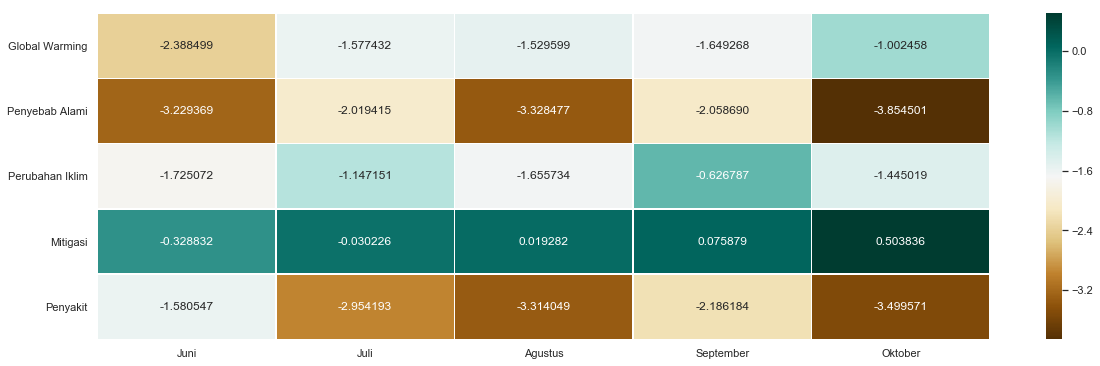 Global Warming -2.388499 -1.577432 -1.529599 -1.649268 -1.002458
Penyebab Alami -3.229369 -2.019415 -3.328477 -2.058690 -3.854501
Perubahan Iklim -1.725072 -1.147151 -1.655734 -0.626787 -1.445019
Mitigasi -0.328832 -0.030226 0.019282 0.075879 0.503836
Penyakit -1.580547 -2.954193 -3.314049 -2.186184 -3.499571
Juni Juli Agustus September Oktober
0.0
−0.8
−1.6
−2.4
−3.2